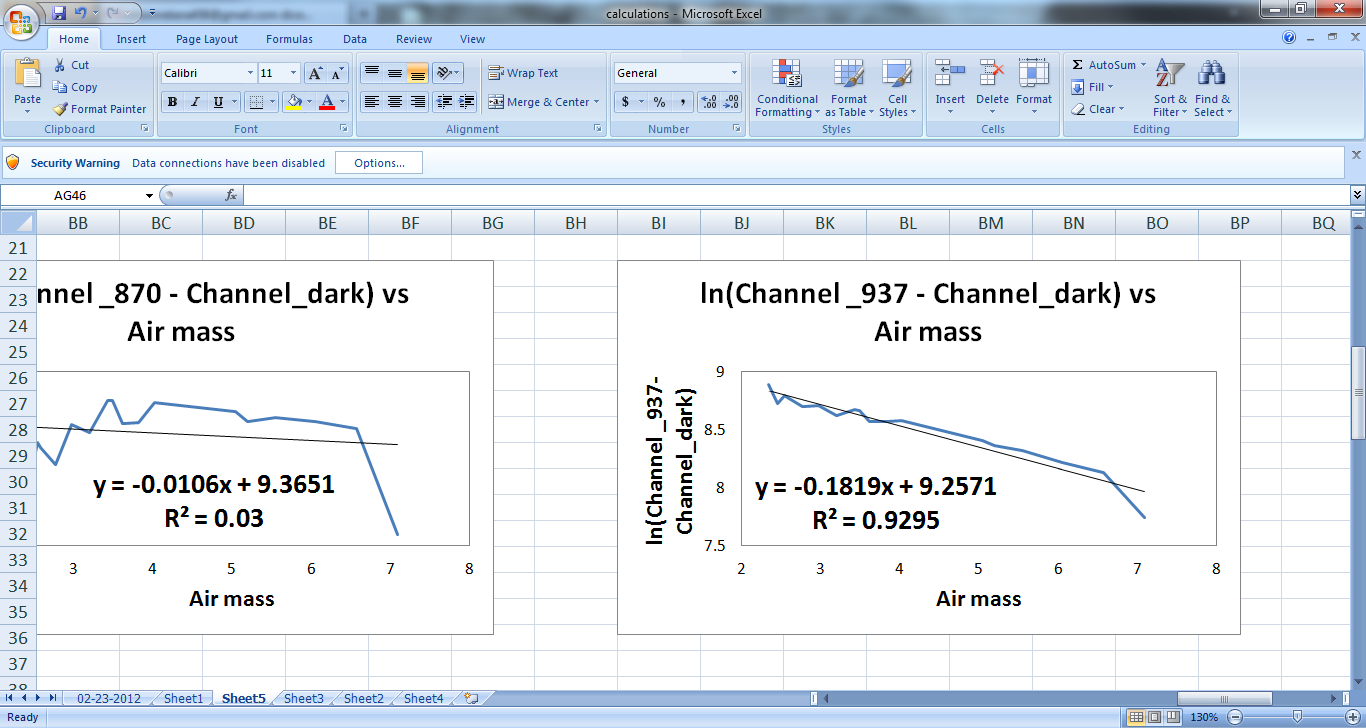 calculations - Microsoft Excel
Home Insert Page Layout Formulas Data Review View
Paste
Cut
Copy
Format Painter
Clipboard
Calibri 11
B I U
Font
Wrap Text
Merge & Center
Alignment
General
$ % ,
Number
Conditional Formatting
Format as Table
Cell Styles
Styles
Insert Delete Format
Cells
Σ AutoSum
Fill
Clear
Sort & Filter
Find & Select
Editing
Security Warning Data connections have been disabled Options...
AG46 fx
BB BC BD BE BF BG BH BI BJ BK BL BM BN BO BP BQ
21
22
23
24
25
26
27
28
29
30
31
32
33
34
35
36
37
38
nnel _870 - Channel_dark) vs
Air mass
y = -0.0106x + 9.3651
R² = 0.03
3 4 5 6 7 8
Air mass
ln(Channel _937 - Channel_dark) vs
Air mass
ln(Channel _937-
Channel_dark)
9
8.5
8
7.5
y = -0.1819x + 9.2571
R² = 0.9295
2 3 4 5 6 7 8
Air mass
02-23-2012 Sheet1 Sheet5 Sheet3 Sheet2 Sheet4
Ready 130%